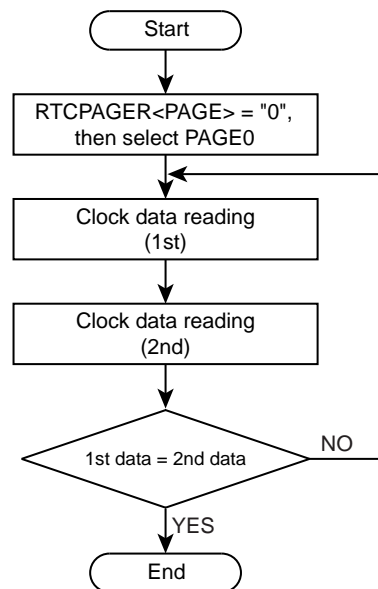 Start
RTCPAGER<PAGE> = "0",
then select PAGE0
Clock data reading
(1st)
Clock data reading
(2nd)
1st data = 2nd data
NO
YES
End